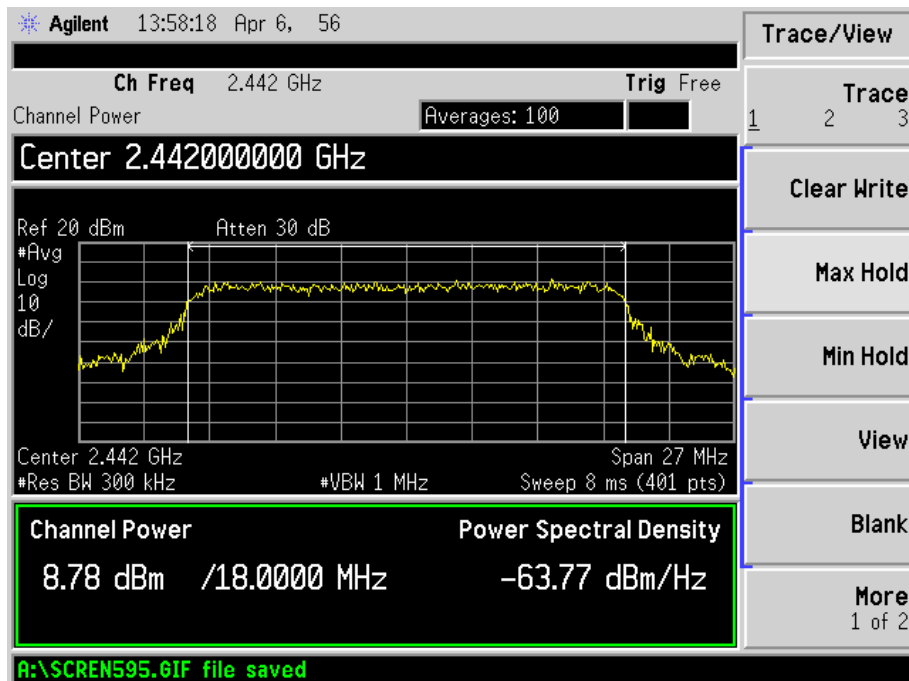 Agilent 13:58:18 Apr 6, 56
Trace/View
Ch Freq 2.442 GHz Trig Free
Channel Power Averages: 100
Center 2.442000000 GHz
Ref 20 dBm Atten 30 dB
#Avg
Log
10
dB/
Center 2.442 GHz Span 27 MHz
#Res BW 300 kHz #VBW 1 MHz Sweep 8 ms (401 pts)
Channel Power Power Spectral Density
8.78 dBm /18.0000 MHz -63.77 dBm/Hz
A:\SCREN595.GIF file saved
Trace
1 2 3
Clear Write
Max Hold
Min Hold
View
Blank
More
1 of 2